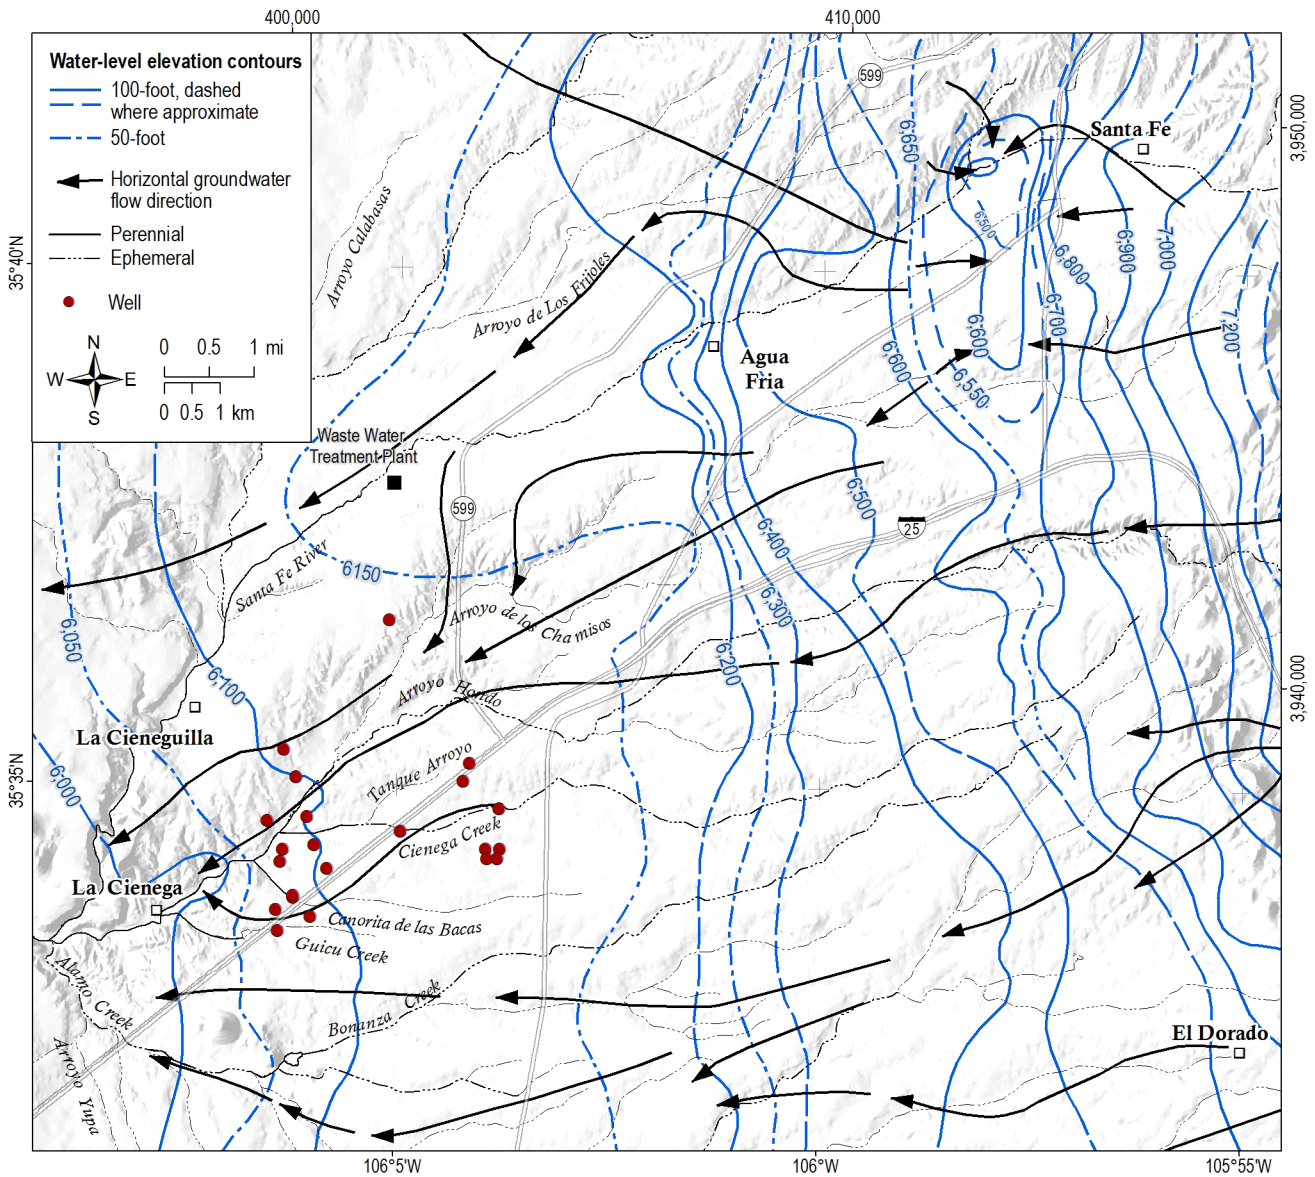 400,000
410,000
Water-level elevation contours
100-foot, dashed
where approximate
50-foot
Horizontal groundwater
flow direction
Perennial
Ephemeral
Well
N
W
E
S
0
0.5
1 mi
0
0.5
1 km
599
Santa Fe
3,950,000
6,650
Arroyo Calabasas
35°40'N
6,500
6,800
6,900
7,000
Arroyo de Los Frijoles
6,700
7,200
6,600
6,600
Agua
Fria
6,550
Waste Water
Treatment Plant
599
6,500
25
6,400
Santa Fe River
6150
6,300
Arroyo de los Chamisos
6,050
6,200
6,100
Arroyo Hondo
3,940,000
La Cieneguilla
6,000
Tanque Arroyo
35°35'N
Cienega Creek
La Cienega
Canorita de las Bacas
Guicu Creek
Alamo Creek
Bonanza Creek
El Dorado
Arroyo Yupa
106°5'W
106°W
105°55'W